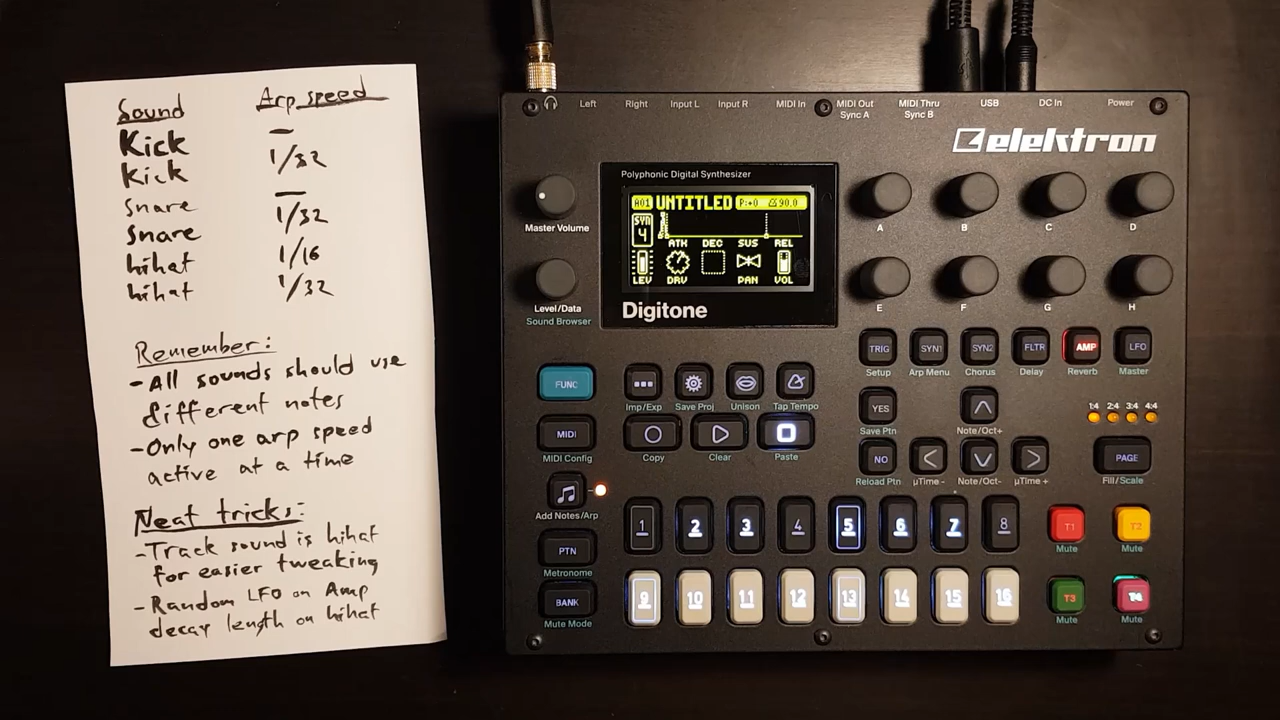 Sound Arp speed
Kick —
Kick 1/32
Snare —
Snare 1/32
hihat 1/16
hihat 1/32
Remember:
- All sounds should use
different notes
- Only one arp speed
active at a time
Neat tricks:
- Track sound is hihat
for easier tweaking
- Random LFO on Amp
decay length on hihat
Left Right Input L Input R MIDI In MIDI Out MIDI Thru USB DC In Power
Sync A Sync B
elektron
Polyphonic Digital Synthesizer
A01 UNTITLED P:+0 90.0
SYN
4
ATK DEC SUS REL
LEV DRV PAN VOL
Digitone
Master Volume
Level/Data
Sound Browser
A B C D
E F G H
TRIG SYN1 SYN2 FLTR AMP LFO
Setup Arp Menu Chorus Delay Reverb Master
FUNC
Imp/Exp Save Proj Unison Tap Tempo
YES
Save Ptn Note/Oct+
1:4 2:4 3:4 4:4
MIDI
MIDI Config Copy Clear Paste
NO PAGE
Reload Ptn µTime - Note/Oct- µTime + Fill/Scale
Add Notes/Arp
1 2 3 4 5 6 7 8
T1 T2
Mute Mute
PTN
Metronome
BANK
Mute Mode
9 10 11 12 13 14 15 16
T3 T4
Mute Mute